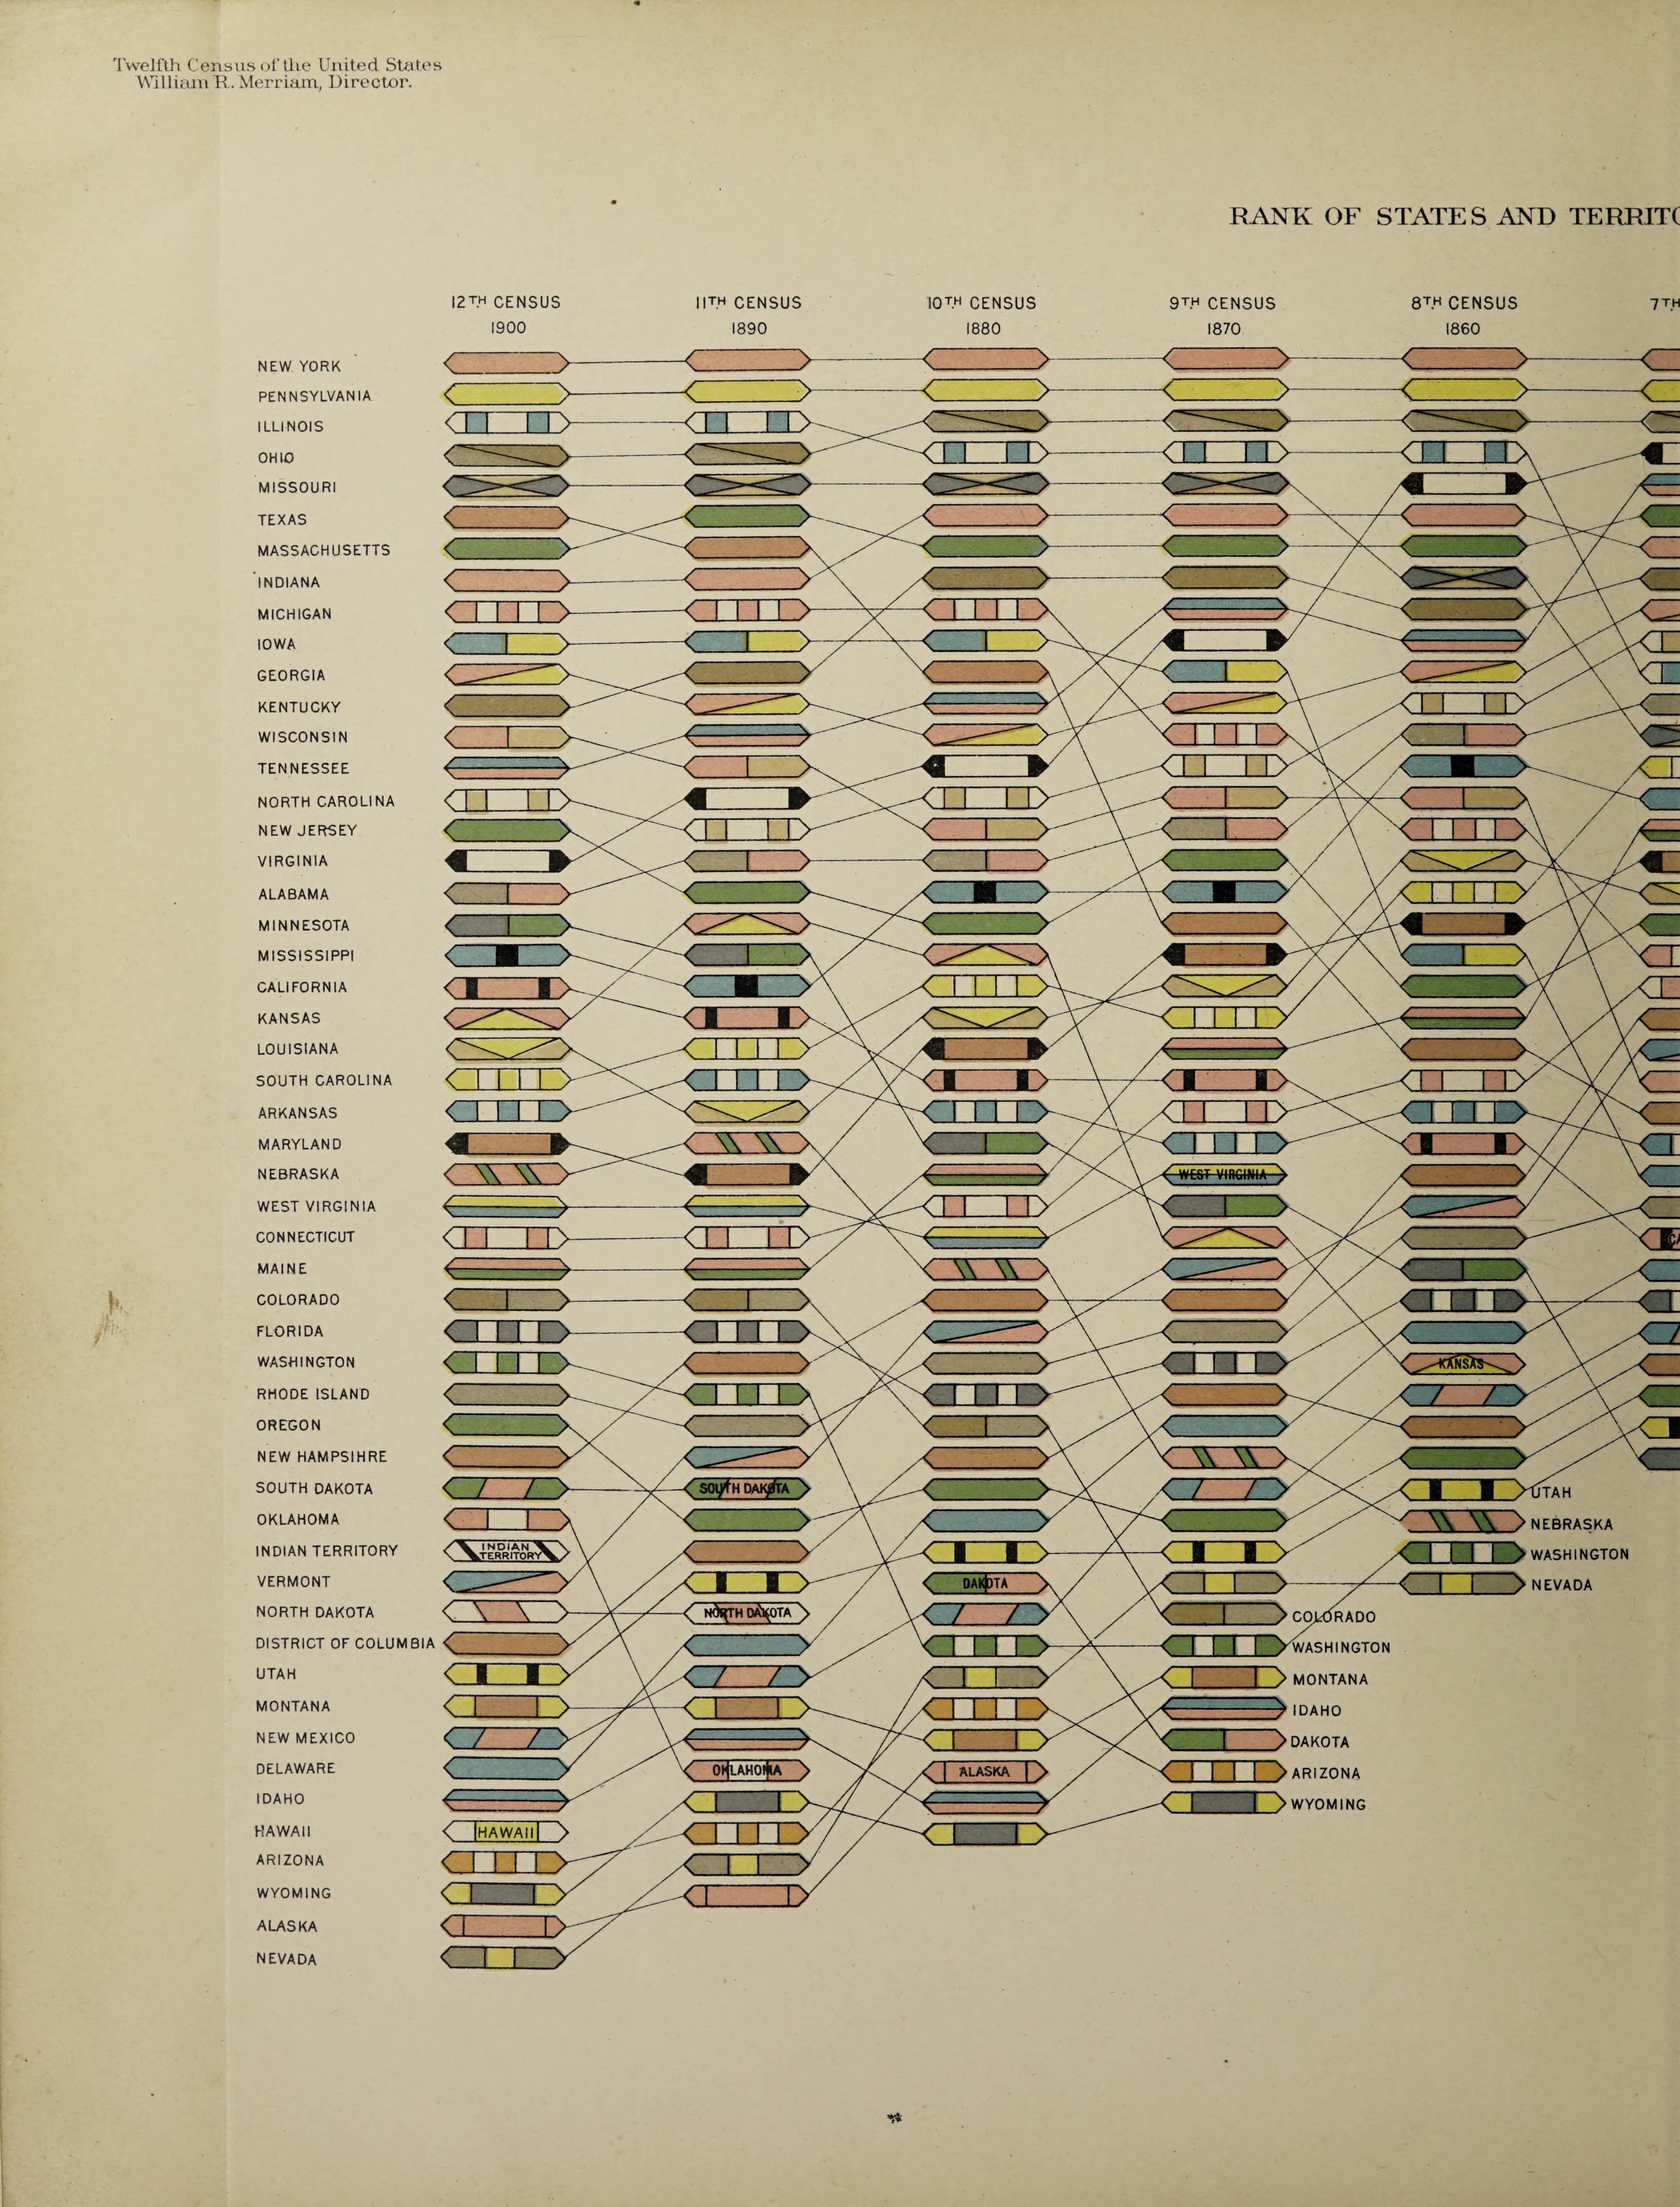 Twelfth Census of the United States
William R. Merriam, Director.
RANK OF STATES AND TERRITO
12TH CENSUS
1900
11TH CENSUS
1890
10TH CENSUS
1880
9TH CENSUS
1870
8TH CENSUS
1860
7TH
NEW YORK
PENNSYLVANIA
ILLINOIS
OHIO
MISSOURI
TEXAS
MASSACHUSETTS
INDIANA
MICHIGAN
IOWA
GEORGIA
KENTUCKY
WISCONSIN
TENNESSEE
NORTH CAROLINA
NEW JERSEY
VIRGINIA
ALABAMA
MINNESOTA
MISSISSIPPI
CALIFORNIA
KANSAS
LOUISIANA
SOUTH CAROLINA
ARKANSAS
MARYLAND
NEBRASKA
WEST VIRGINIA
WEST VIRGINIA
CONNECTICUT
CA
MAINE
COLORADO
FLORIDA
WASHINGTON
KANSAS
RHODE ISLAND
OREGON
NEW HAMPSIHRE
SOUTH DAKOTA
SOUTH DAKOTA
UTAH
OKLAHOMA
NEBRASKA
INDIAN TERRITORY
INDIAN
TERRITORY
WASHINGTON
VERMONT
DAKOTA
NEVADA
NORTH DAKOTA
NORTH DAKOTA
COLORADO
DISTRICT OF COLUMBIA
WASHINGTON
UTAH
MONTANA
MONTANA
IDAHO
NEW MEXICO
DAKOTA
DELAWARE
OKLAHOMA
ALASKA
ARIZONA
IDAHO
WYOMING
HAWAII
HAWAII
ARIZONA
WYOMING
ALASKA
NEVADA